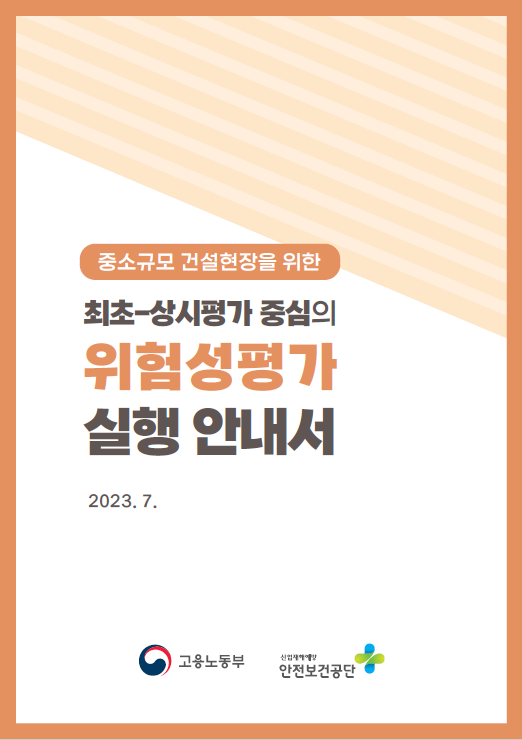 중소규모 건설현장을 위한
최초-상시평가 중심의
위험성평가
실행 안내서
2023. 7.
고용노동부
산업재해예방
안전보건공단